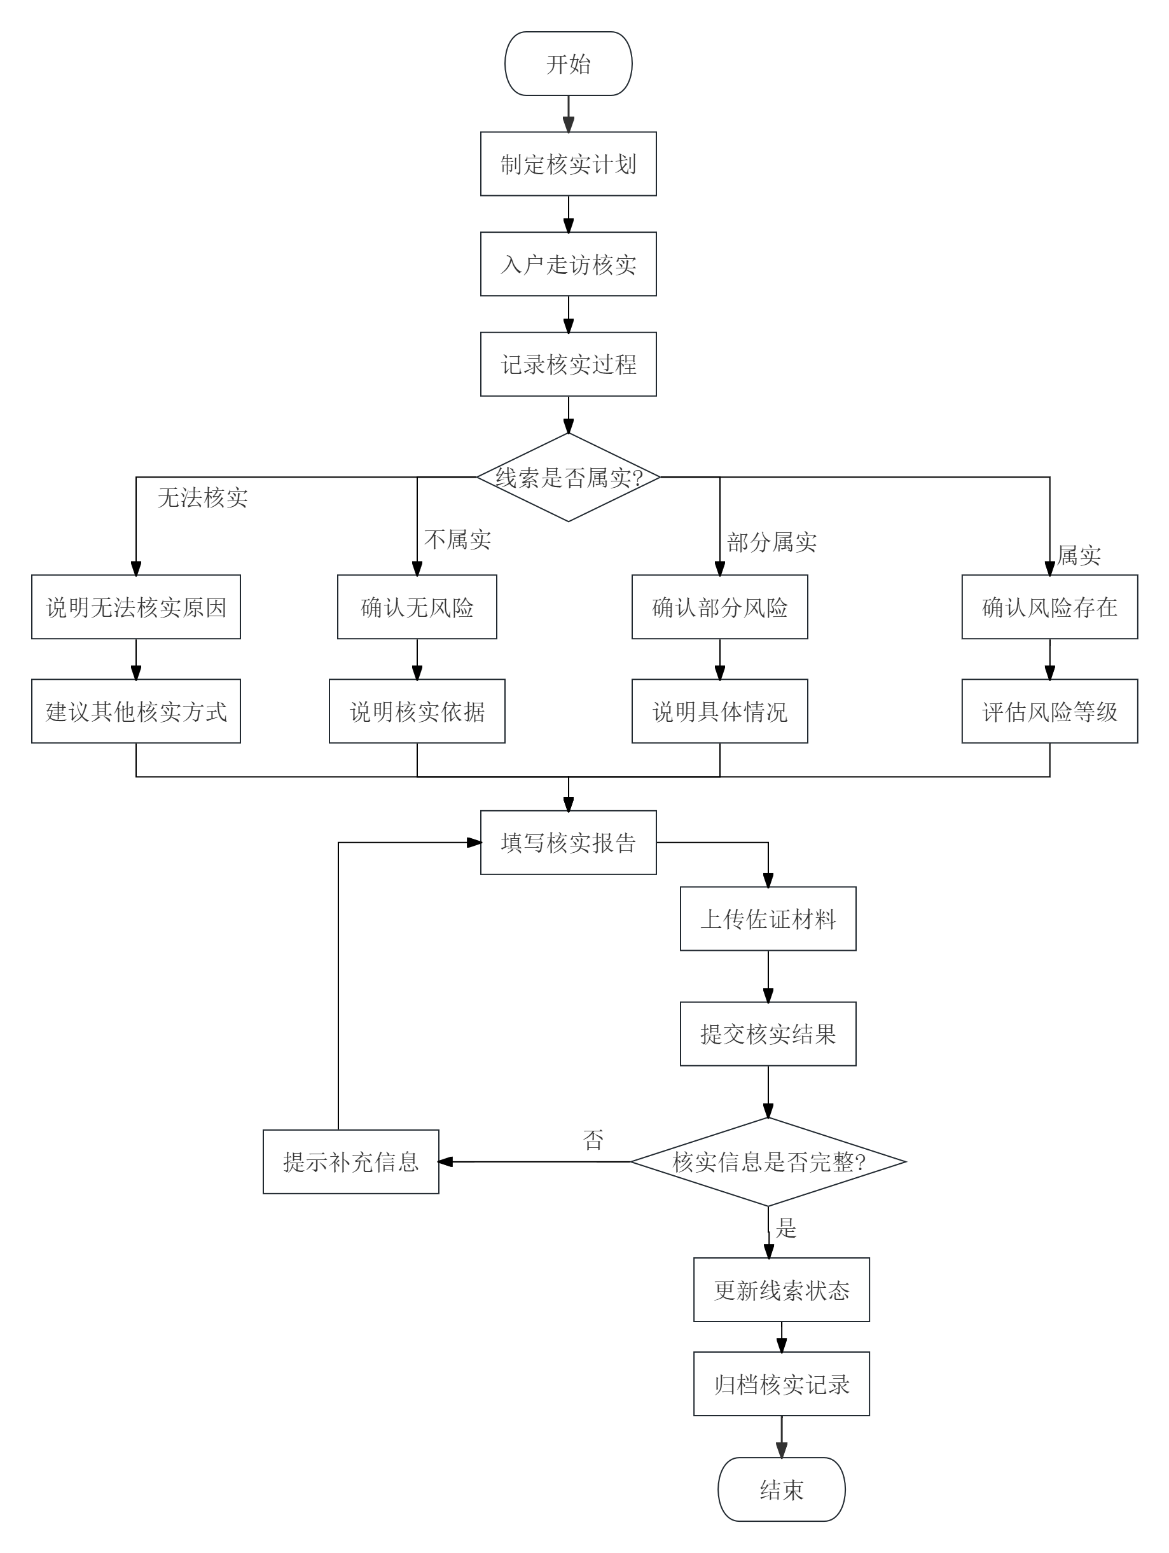 开始
制定核实计划
入户走访核实
记录核实过程
线索是否属实?
无法核实
不属实
部分属实
属实
说明无法核实原因
确认无风险
确认部分风险
确认风险存在
建议其他核实方式
说明核实依据
说明具体情况
评估风险等级
填写核实报告
上传佐证材料
提交核实结果
否
提示补充信息
核实信息是否完整?
是
更新线索状态
归档核实记录
结束